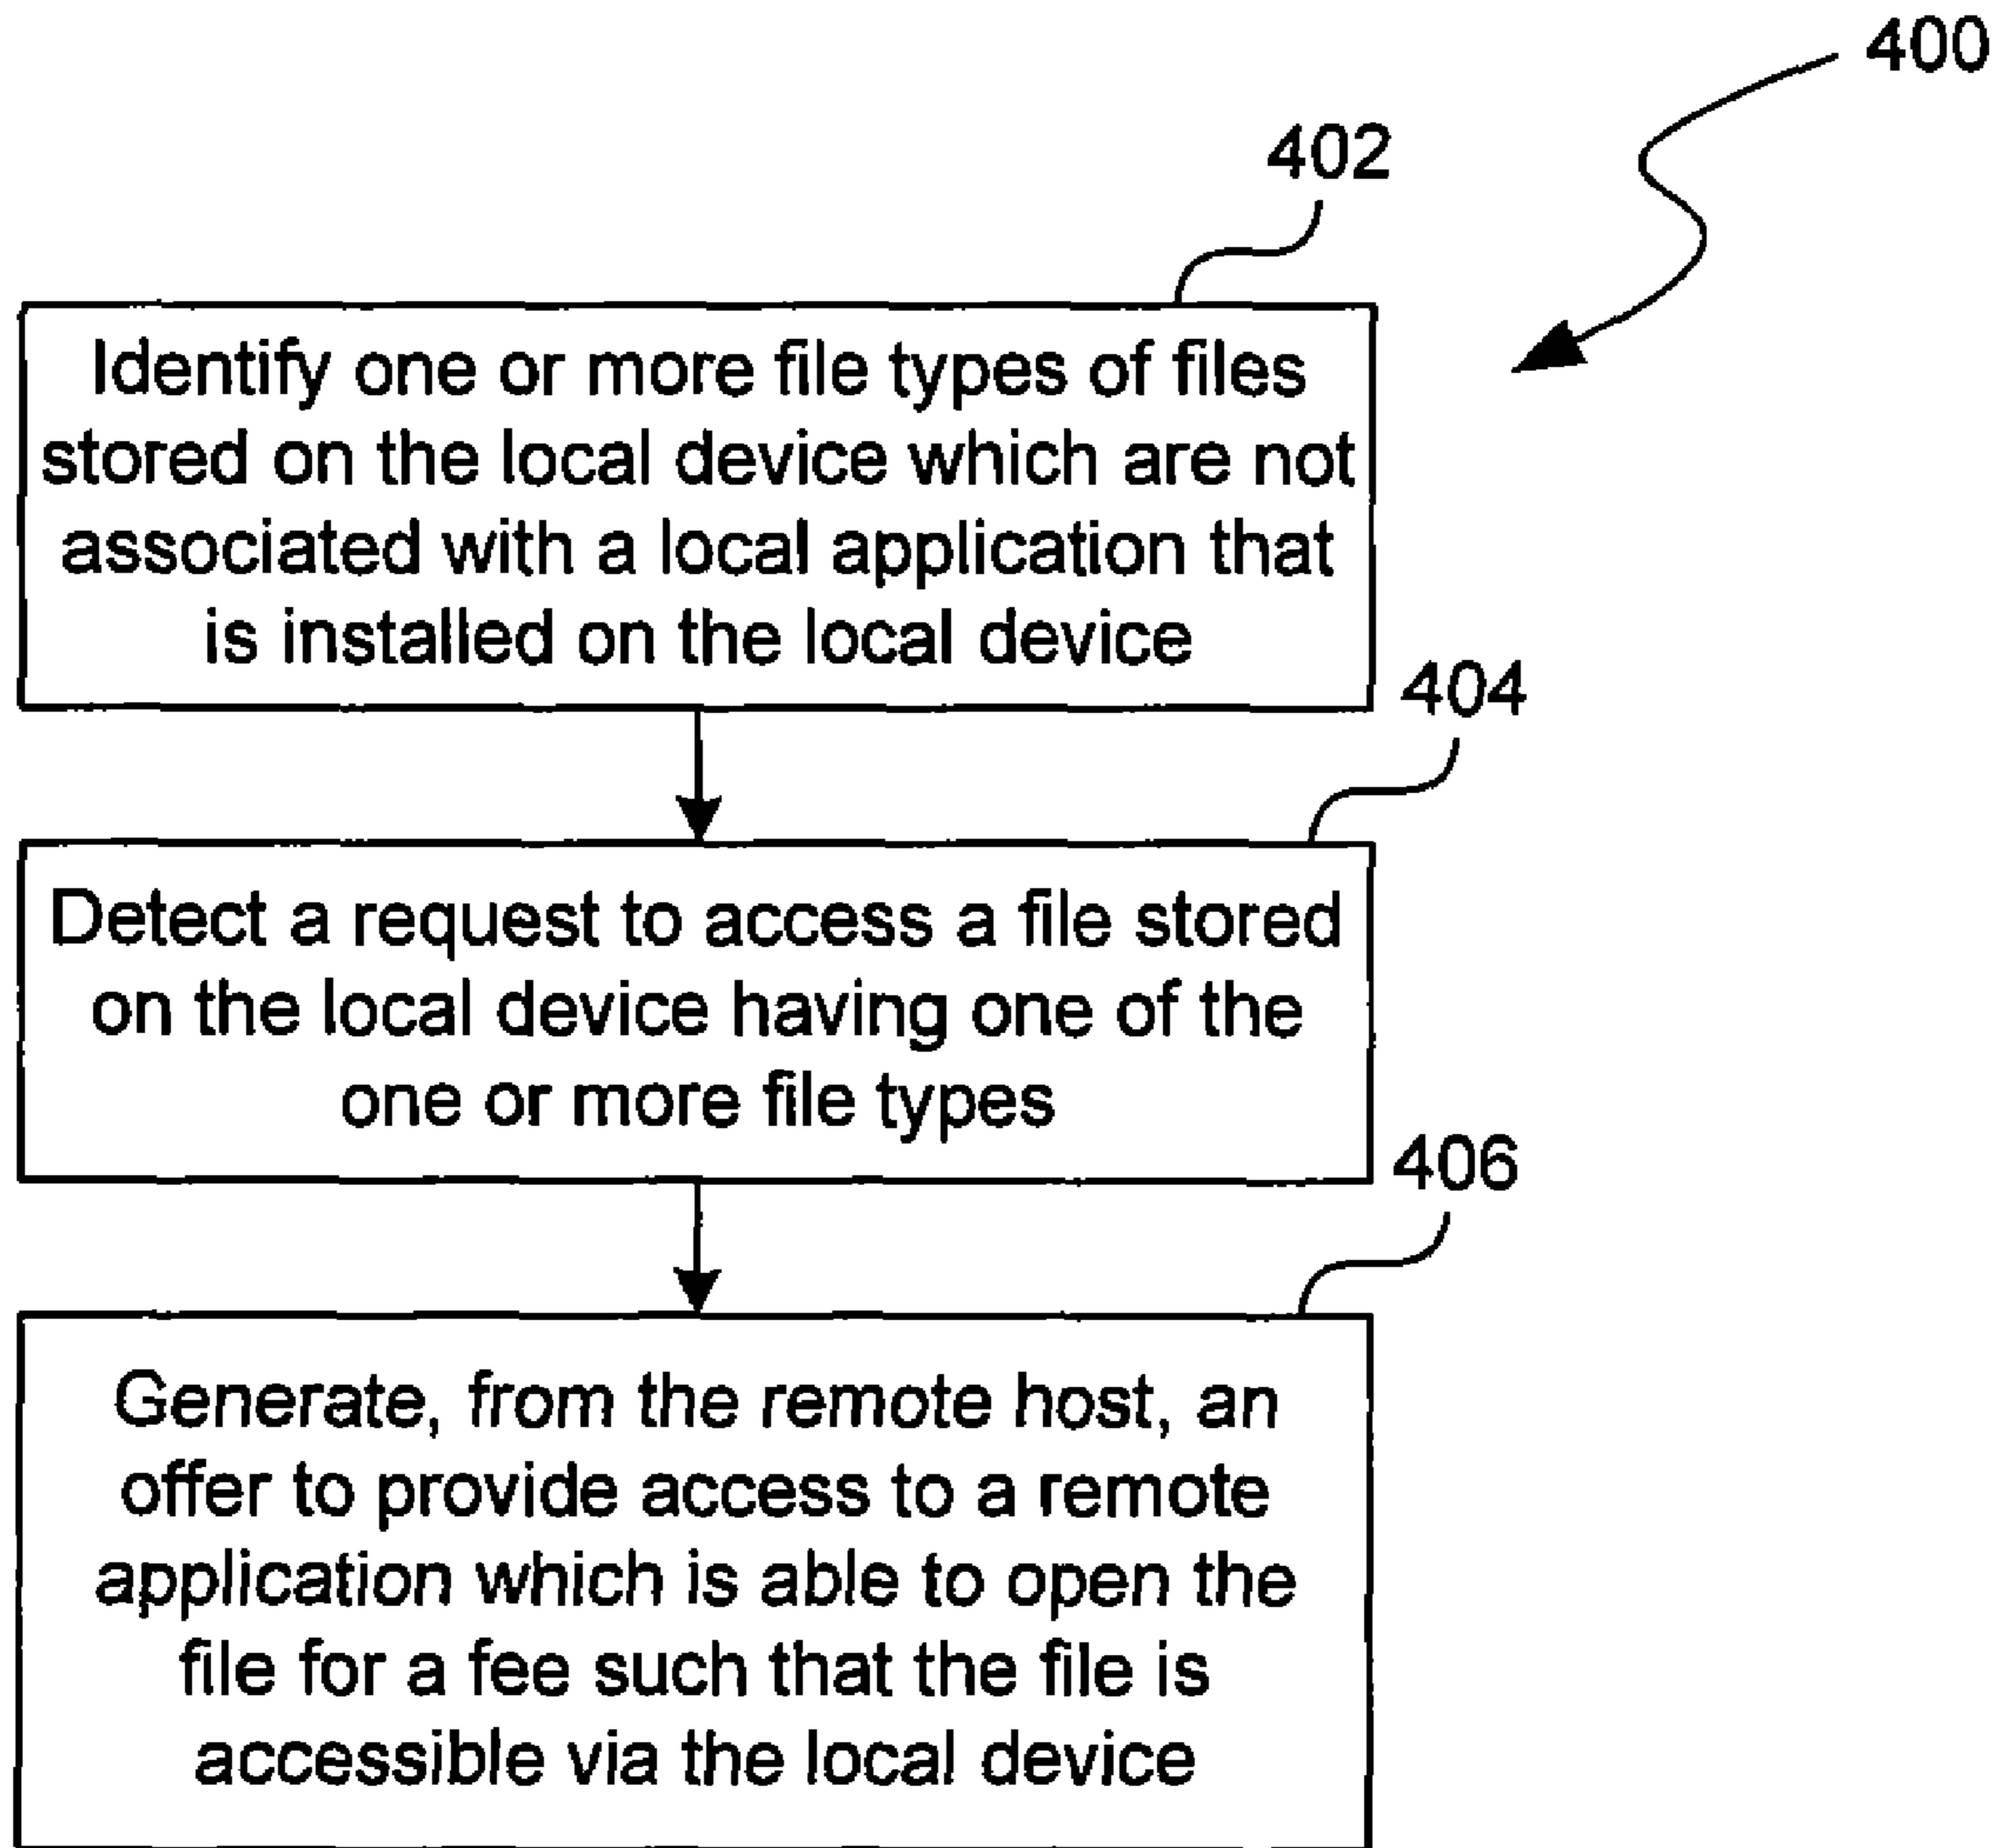 400
402
Identify one or more file types of files
stored on the local device which are not
associated with a local application that
is installed on the local device
404
Detect a request to access a file stored
on the local device having one of the
one or more file types
406
Generate, from the remote host, an
offer to provide access to a remote
application which is able to open the
file for a fee such that the file is
accessible via the local device